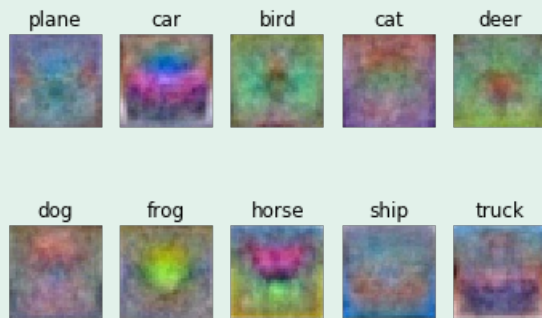 plane car bird cat deer
dog frog horse ship truck